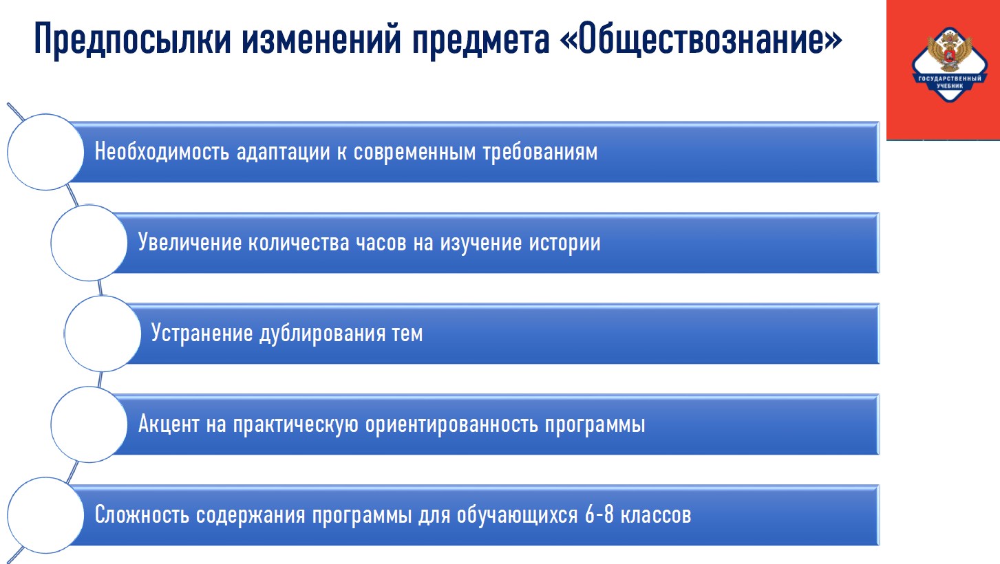 Предпосылки изменений предмета «Обществознание»
ГОСУДАРСТВЕННЫЙ
УЧЕБНИК
Необходимость адаптации к современным требованиям
Увеличение количества часов на изучение истории
Устранение дублирования тем
Акцент на практическую ориентированность программы
Сложность содержания программы для обучающихся 6-8 классов